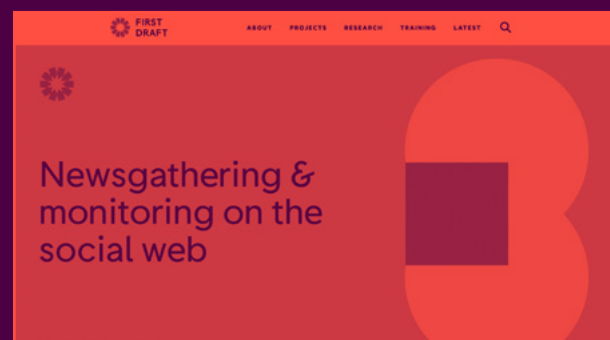 FIRST
DRAFT
ABOUT PROJECTS RESEARCH TRAINING LATEST
Newsgathering &
monitoring on the
social web